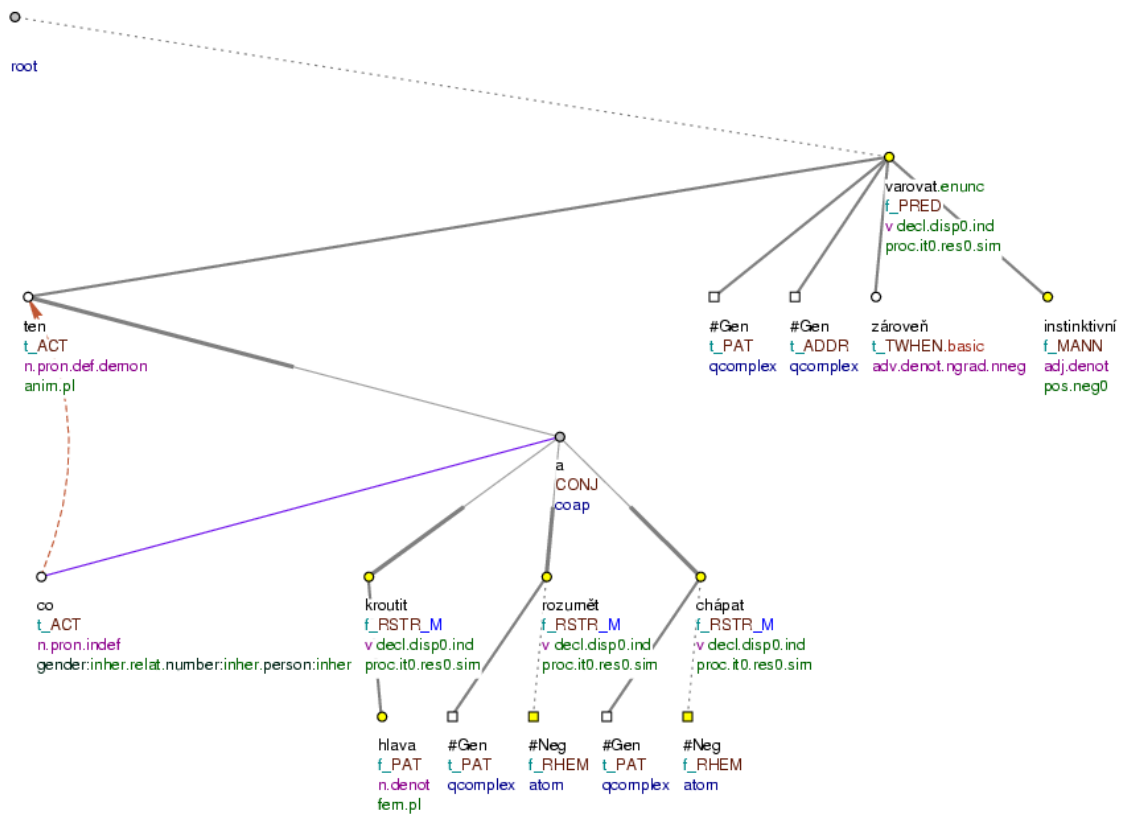 root
varovat.enunc
f_PRED
v decl.disp0.ind
proc.it0.res0.sim
ten
t_ACT
n.pron.def.demon
anim.pl
#Gen
t_PAT
qcomplex
#Gen
t_ADDR
qcomplex
zároveň
t_TWHEN.basic
adv.denot.ngrad.nneg
instinktivní
f_MANN
adj.denot
pos.neg0
a
CONJ
coap
co
t_ACT
n.pron.indef
gender:inher.relat.number:inher.person:inher
kroutit
f_RSTR_M
v decl.disp0.ind
proc.it0.res0.sim
rozumět
f_RSTR_M
v decl.disp0.ind
proc.it0.res0.sim
chápat
f_RSTR_M
v decl.disp0.ind
proc.it0.res0.sim
hlava
f_PAT
n.denot
fem.pl
#Gen
t_PAT
qcomplex
#Neg
f_RHEM
atom
#Gen
t_PAT
qcomplex
#Neg
f_RHEM
atom